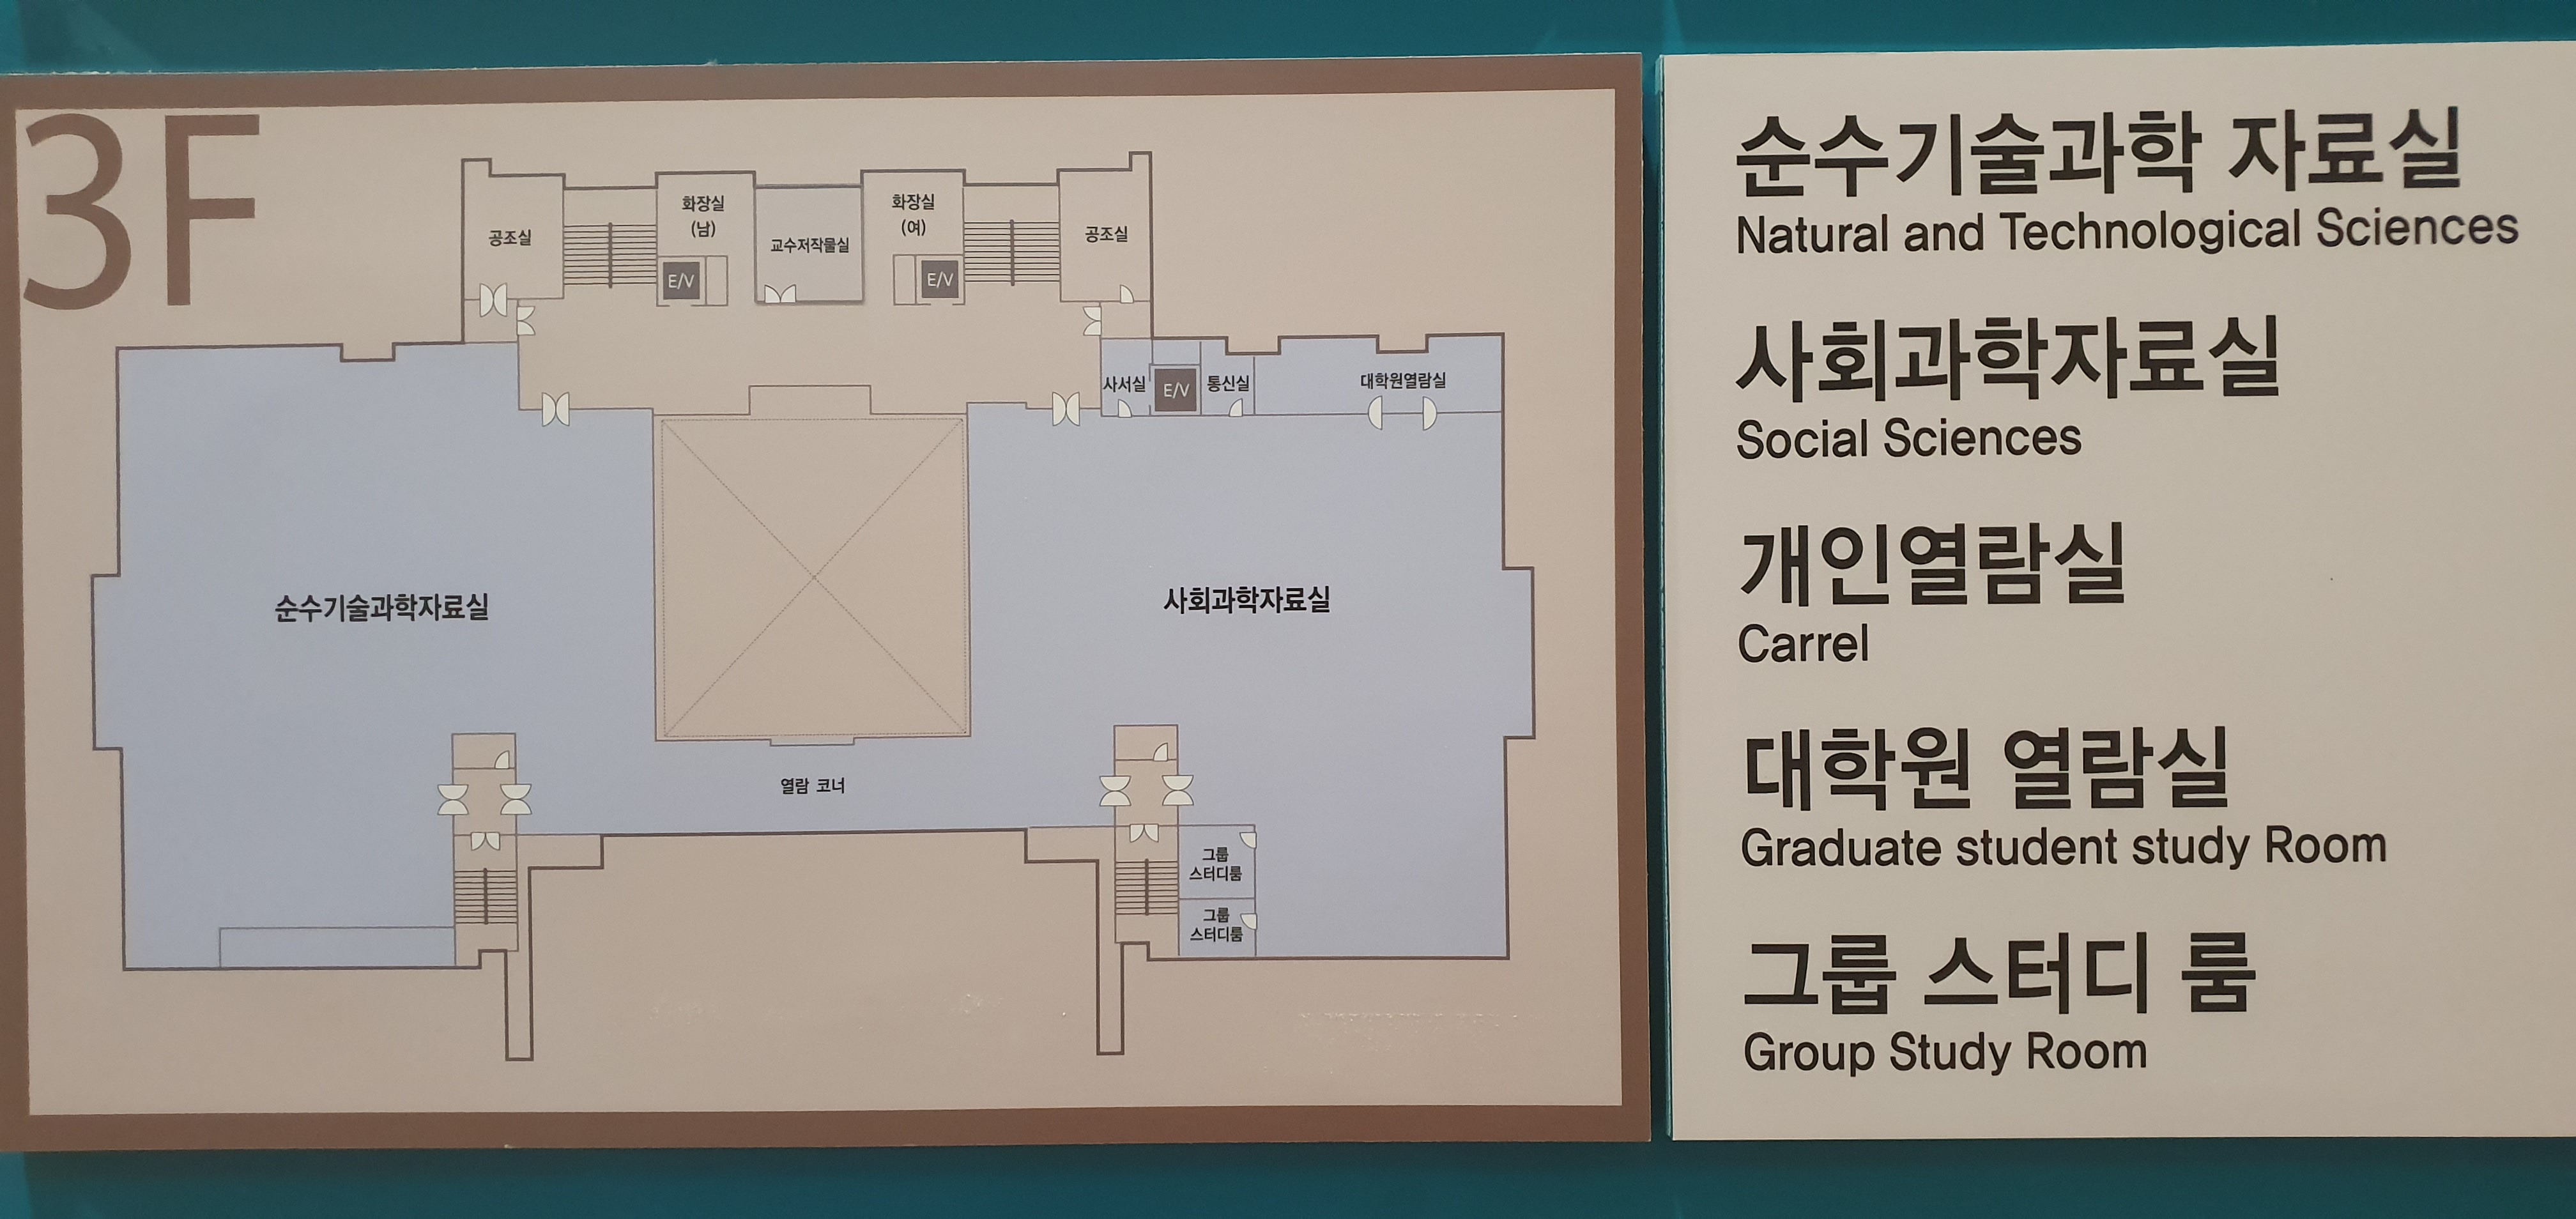 3F
공조실
화장실
(남)
E/V
교수저작물실
화장실
(여)
E/V
공조실
사서실
E/V
통신실
대학원열람실
순수기술과학자료실
사회과학자료실
열람 코너
그룹
스터디룸
그룹
스터디룸
순수기술과학 자료실
Natural and Technological Sciences
사회과학자료실
Social Sciences
개인열람실
Carrel
대학원 열람실
Graduate student study Room
그룹 스터디 룸
Group Study Room